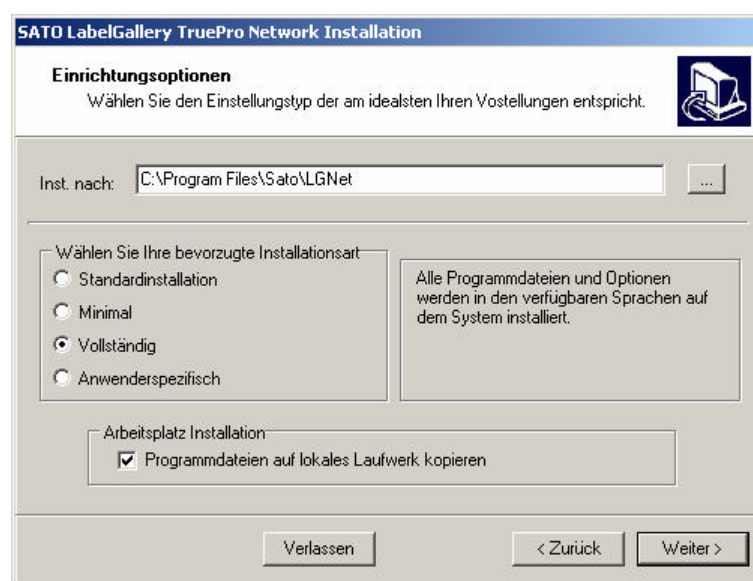 SATO LabelGallery TruePro Network Installation
Einrichtungsoptionen
Wählen Sie den Einstellungstyp der am idealsten Ihren Vostellungen entspricht.
Inst. nach:
C:\Program Files\Sato\LGNet
...
Wählen Sie Ihre bevorzugte Installationsart
Standardinstallation
Minimal
Vollständig
Anwenderspezifisch
Alle Programmdateien und Optionen
werden in den verfügbaren Sprachen auf
dem System installiert.
Arbeitsplatz Installation
Programmdateien auf lokales Laufwerk kopieren
Verlassen
< Zurück
Weiter >